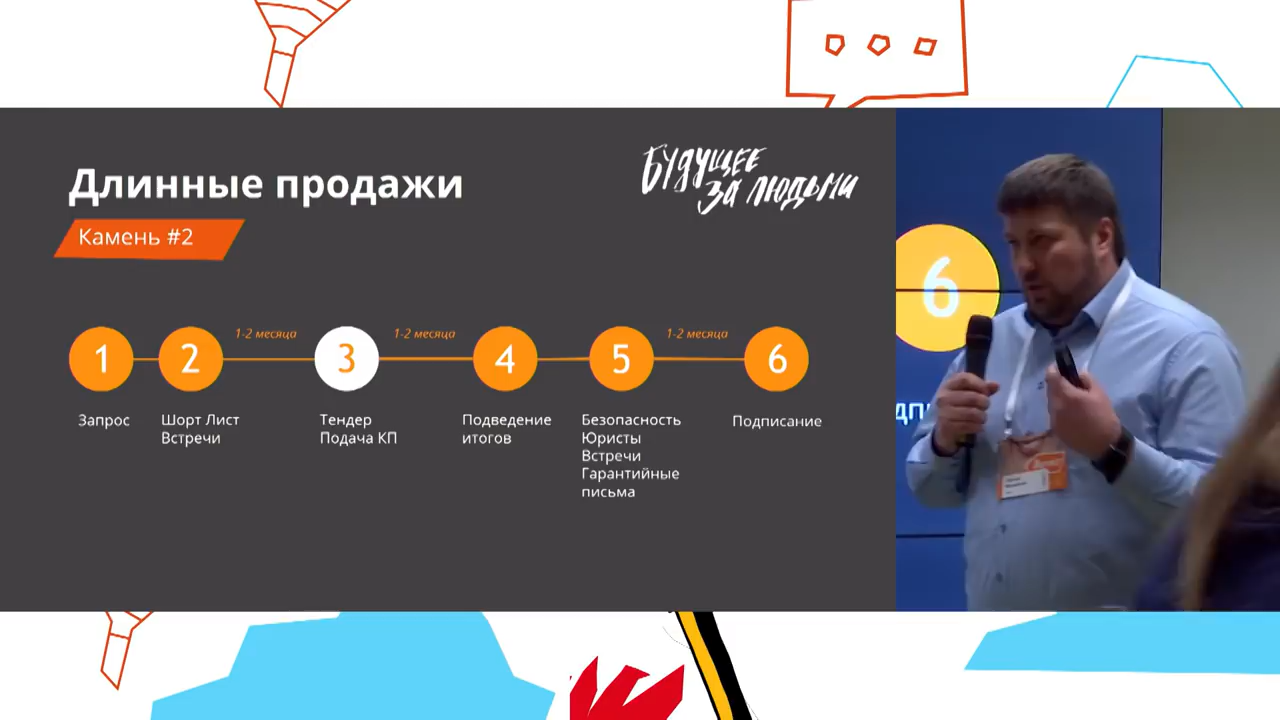 Длинные продажи
Камень #2
Будущее
за людьми
1-2 месяца
1-2 месяца
1-2 месяца
1
2
3
4
5
6
Запрос
Шорт Лист
Встречи
Тендер
Подача КП
Подведение
итогов
Безопасность
Юристы
Встречи
Гарантийные
письма
Подписание
6